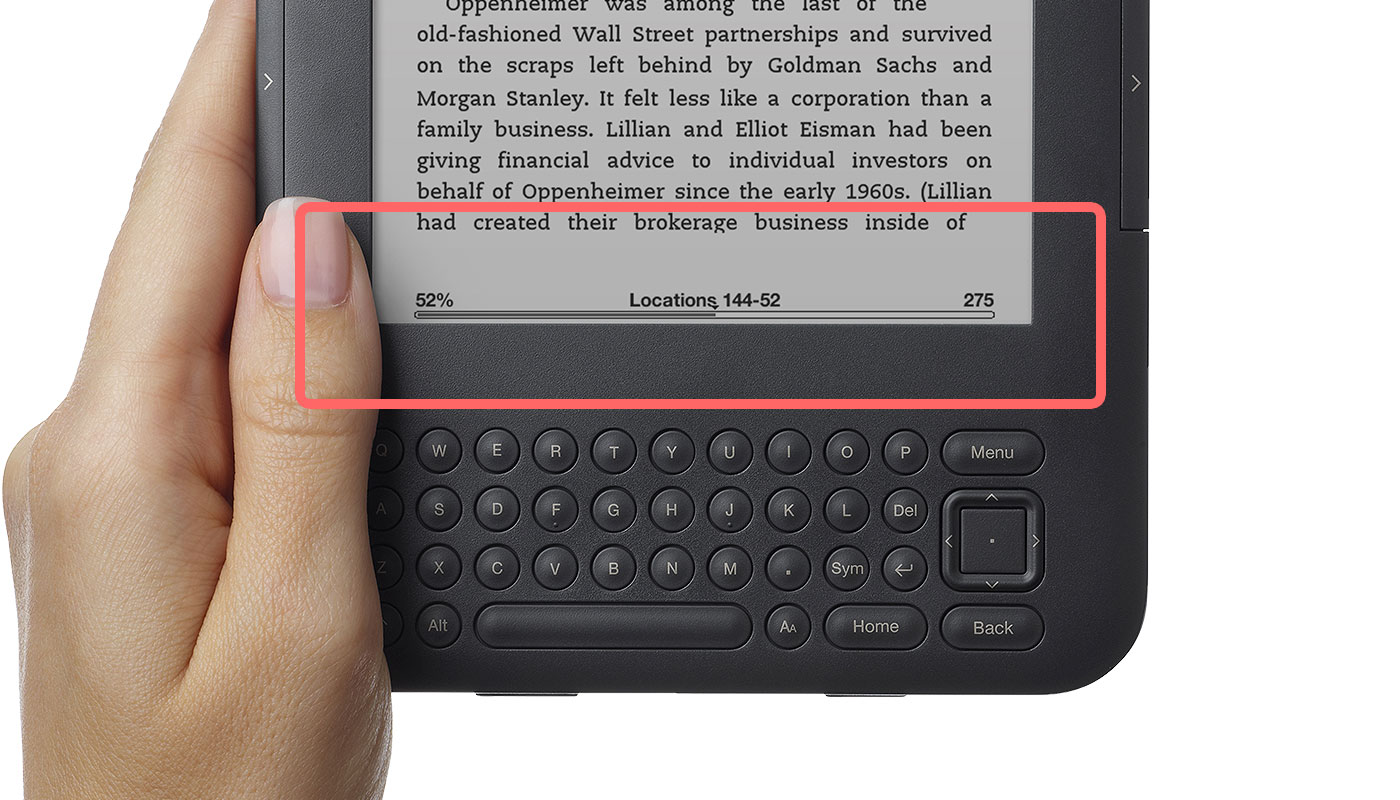 Oppenheimer was among the last of the
old-fashioned Wall Street partnerships and survived
on the scraps left behind by Goldman Sachs and
Morgan Stanley. It felt less like a corporation than a
family business. Lillian and Elliot Eisman had been
giving financial advice to individual investors on
behalf of Oppenheimer since the early 1960s. (Lillian
had created their brokerage business inside of
52% Locations 144-52 275
Q W E R T Y U I O P Menu
A S D F G H J K L Del
Z X C V B N M . Sym
Alt AA Home Back